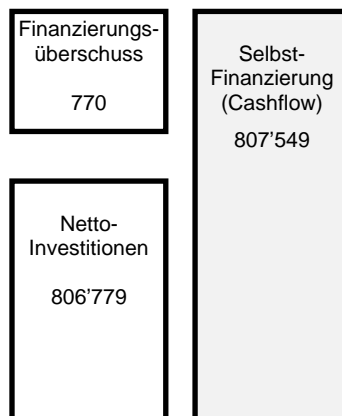 Finanzierungs-
überschuss
770
Selbst-
Finanzierung
(Cashflow)
807’549
Netto-
Investitionen
806’779